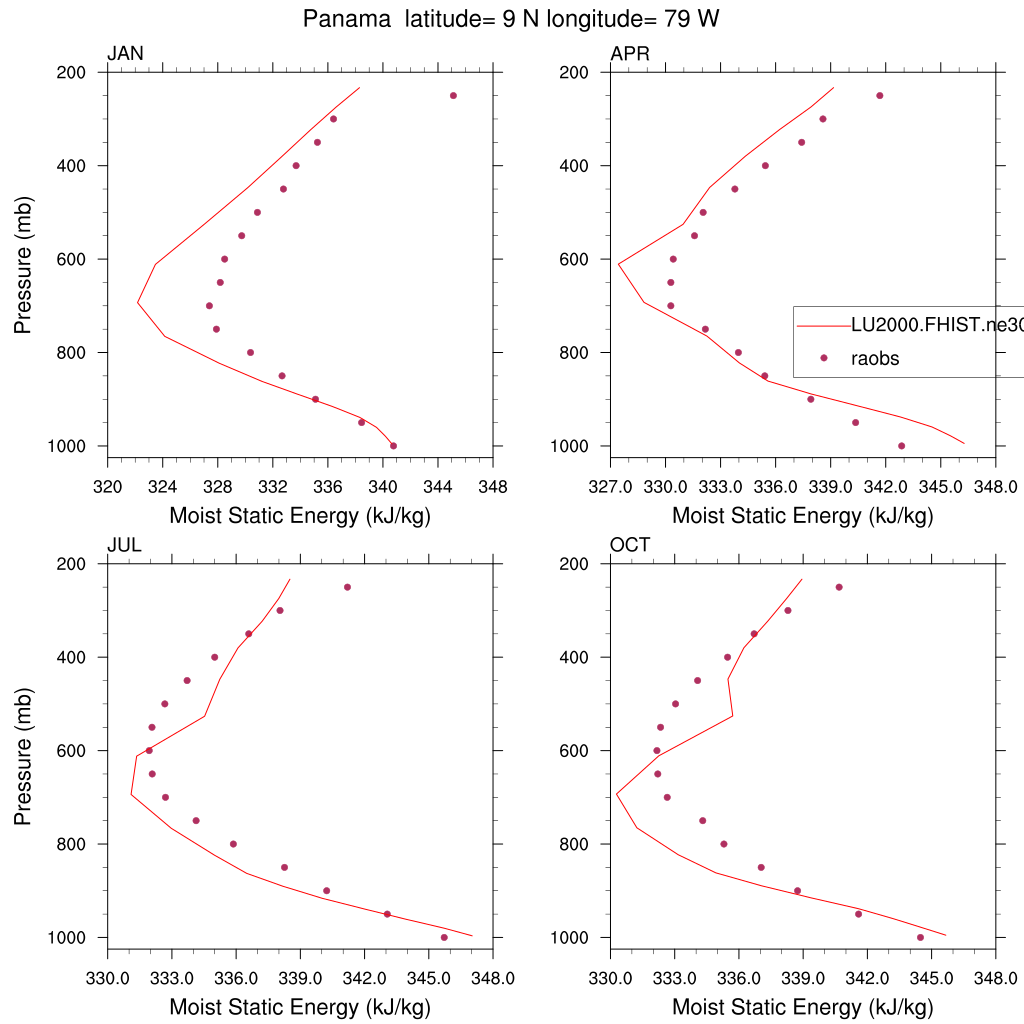 Panama  latitude= 9 N longitude= 79 W
JAN
200
400
600
800
1000
Pressure (mb)
320 324 328 332 336 340 344 348
Moist Static Energy (kJ/kg)
APR
200
400
600
800
1000
LU2000.FHIST.ne30
raobs
327.0 330.0 333.0 336.0 339.0 342.0 345.0 348.0
Moist Static Energy (kJ/kg)
JUL
200
400
600
800
1000
Pressure (mb)
330.0 333.0 336.0 339.0 342.0 345.0 348.0
Moist Static Energy (kJ/kg)
OCT
200
400
600
800
1000
330.0 333.0 336.0 339.0 342.0 345.0 348.0
Moist Static Energy (kJ/kg)